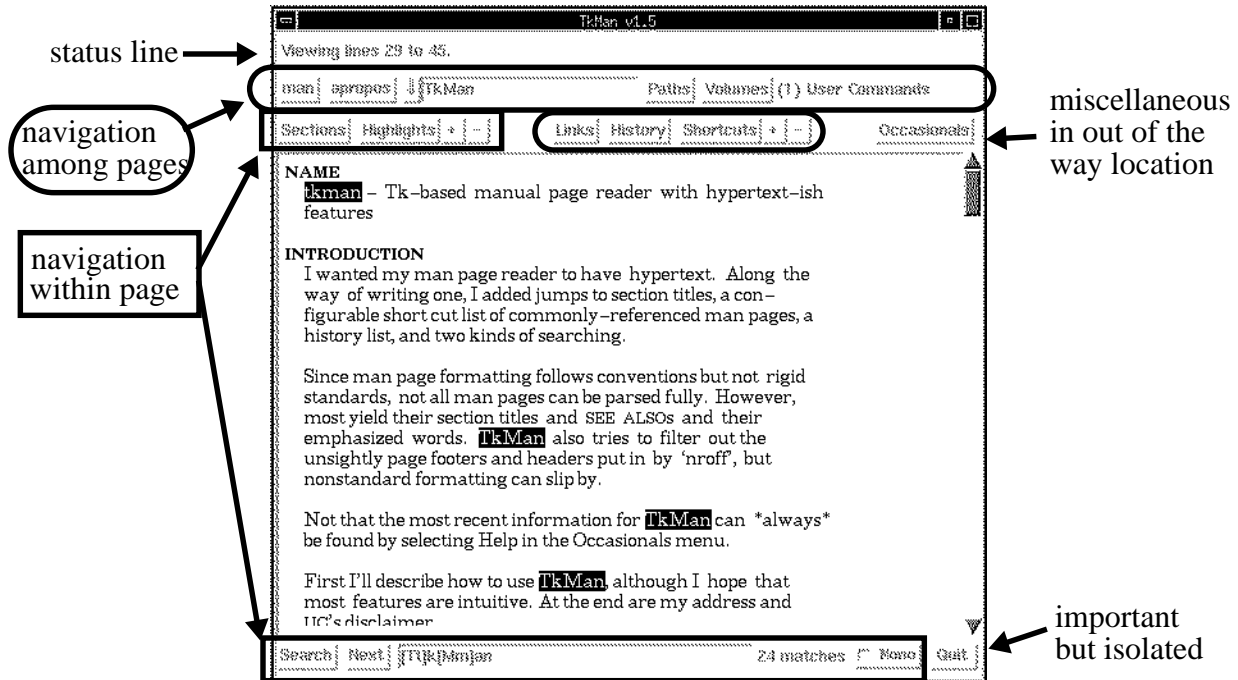 TkMan v1.5
status line
Viewing lines 29 to 45.
man apropos ⇓ TkMan Paths Volumes (1) User Commands
navigation
among pages
Sections Highlights + - Links History Shortcuts + - Occasionals
miscellaneous
in out of the
way location
NAME
tkman – Tk–based manual page reader with hypertext–ish
features
navigation
within page
INTRODUCTION
I wanted my man page reader to have hypertext. Along the
way of writing one, I added jumps to section titles, a con–
figurable short cut list of commonly–referenced man pages, a
history list, and two kinds of searching.
Since man page formatting follows conventions but not rigid
standards, not all man pages can be parsed fully. However,
most yield their section titles and SEE ALSOs and their
emphasized words. TkMan also tries to filter out the
unsightly page footers and headers put in by ‘nroff’, but
nonstandard formatting can slip by.
Not that the most recent information for TkMan can *always*
be found by selecting Help in the Occasionals menu.
First I’ll describe how to use TkMan, although I hope that
most features are intuitive. At the end are my address and
UC’s disclaimer.
Search Next [Tt]k[Mm]an 24 matches Mono Quit
important
but isolated